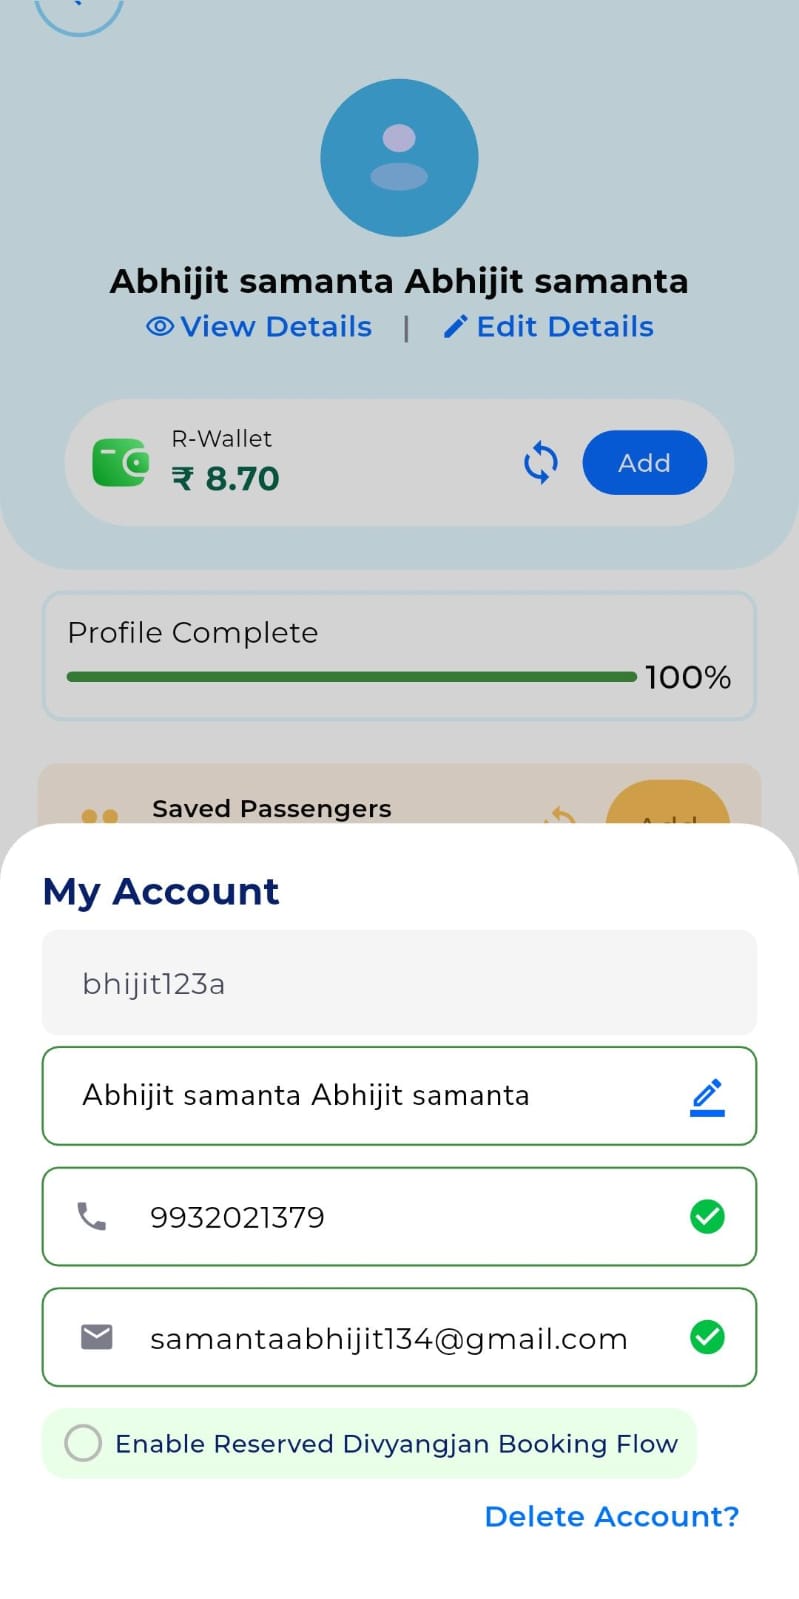 Abhijit samanta Abhijit samanta
View Details | Edit Details
R-Wallet
₹ 8.70
Add
Profile Complete
100%
Saved Passengers
Add
My Account
bhijit123a
Abhijit samanta Abhijit samanta
9932021379
samantaabhijit134@gmail.com
Enable Reserved Divyangjan Booking Flow
Delete Account?